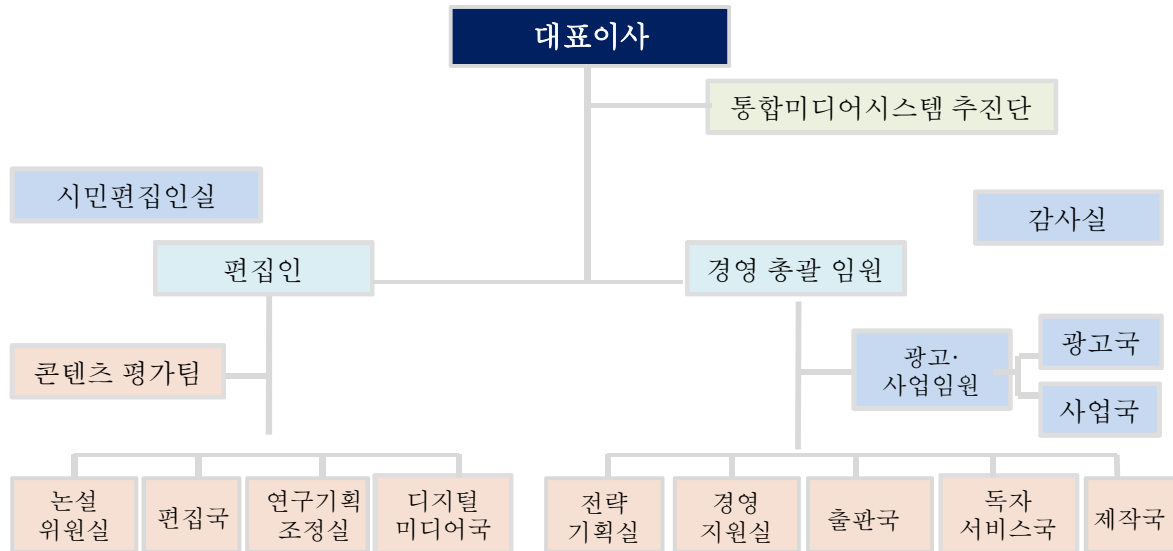 대표이사
통합미디어시스템 추진단
시민편집인실
감사실
편집인
경영 총괄 임원
콘텐츠 평가팀
광고·
사업임원
광고국
사업국
논설
위원실
편집국
연구기획
조정실
디지털
미디어국
전략
기획실
경영
지원실
출판국
독자
서비스국
제작국